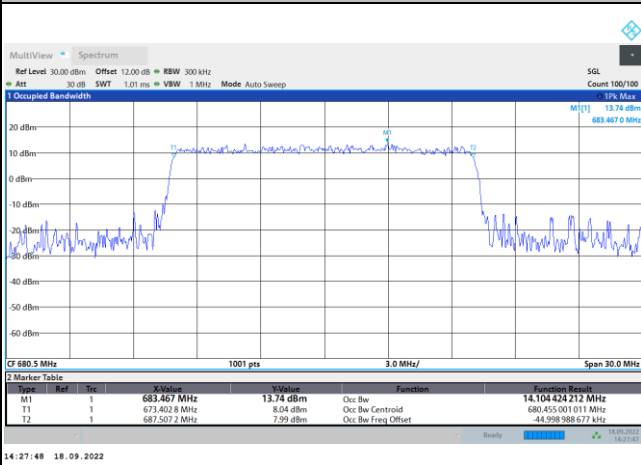 MultiView Spectrum
Ref Level 30.00 dBm Offset 12.00 dB RBW 300 kHz SGL
Att 30 dB SWT 1.01 ms VBW 1 MHz Mode Auto Sweep Count 100/100
1 Occupied Bandwidth 1Pk Max
M1[1] 13.74 dBm
683.467 0 MHz
20 dBm
M1
T1 T2
10 dBm
0 dBm
-10 dBm
-20 dBm
-30 dBm
-40 dBm
-50 dBm
-60 dBm
CF 680.5 MHz 1001 pts 3.0 MHz/ Span 30.0 MHz
2 Marker Table
Type Ref Trc X-Value Y-Value Function Function Result
M1 1 683.467 MHz 13.74 dBm Occ Bw 14.104 424 212 MHz
T1 1 673.402 8 MHz 8.04 dBm Occ Bw Centroid 680.455 001 011 MHz
T2 1 687.507 2 MHz 7.99 dBm Occ Bw Freq Offset -44.998 988 677 kHz
Ready 18.09.2022
14:27:47
14:27:48 18.09.2022